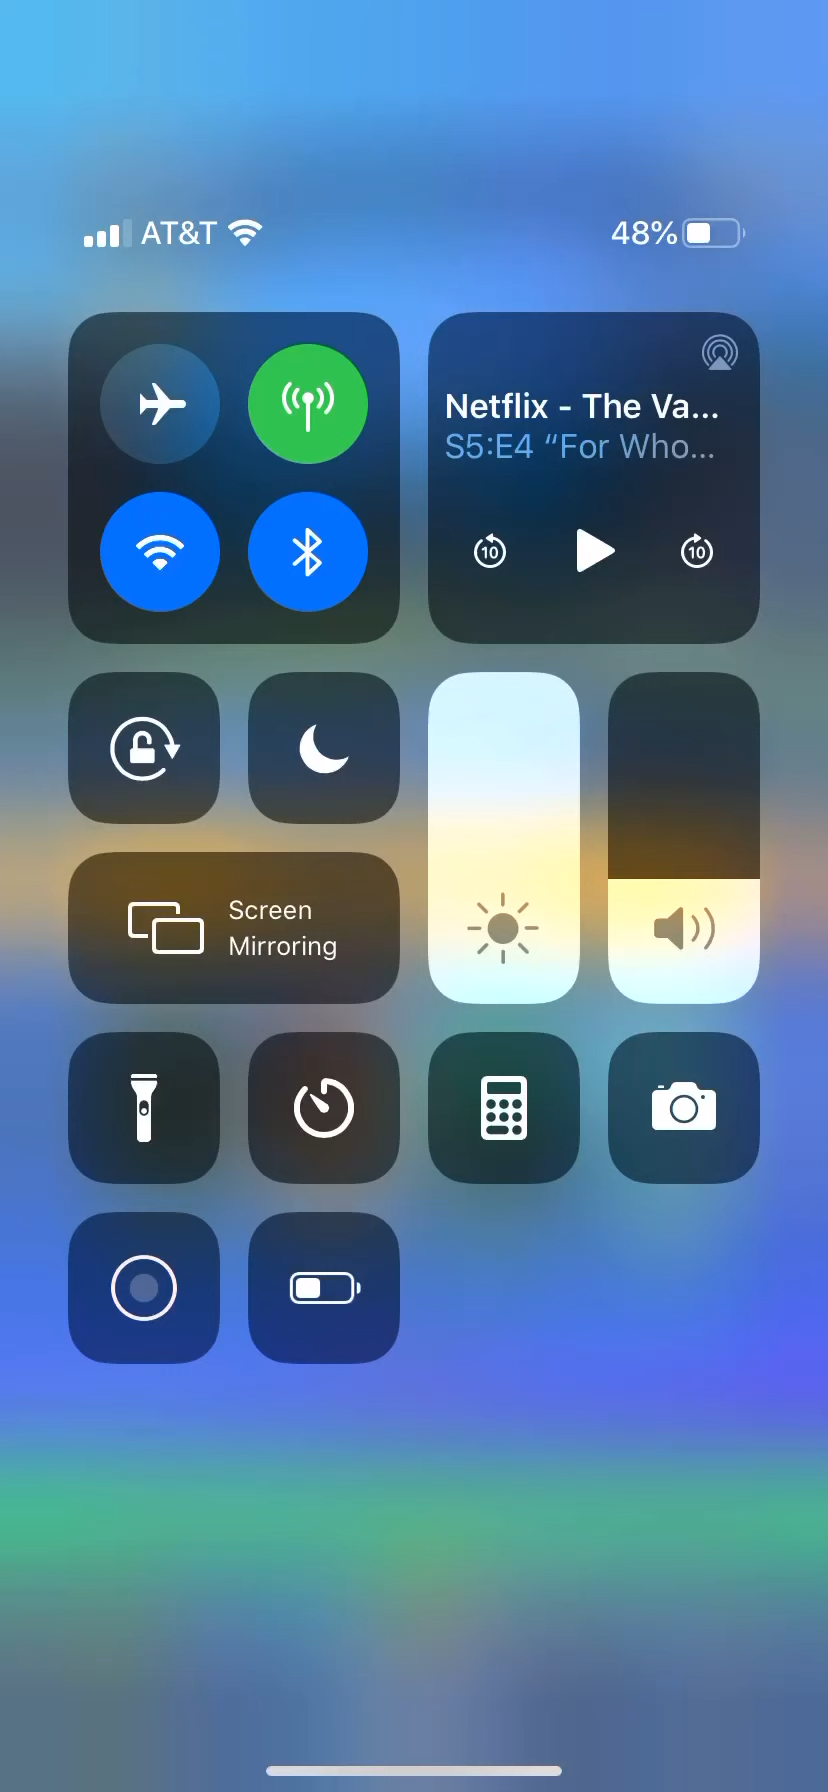 AT&T
48%
Netflix - The Va...
S5:E4 “For Who...
10
10
Screen
Mirroring